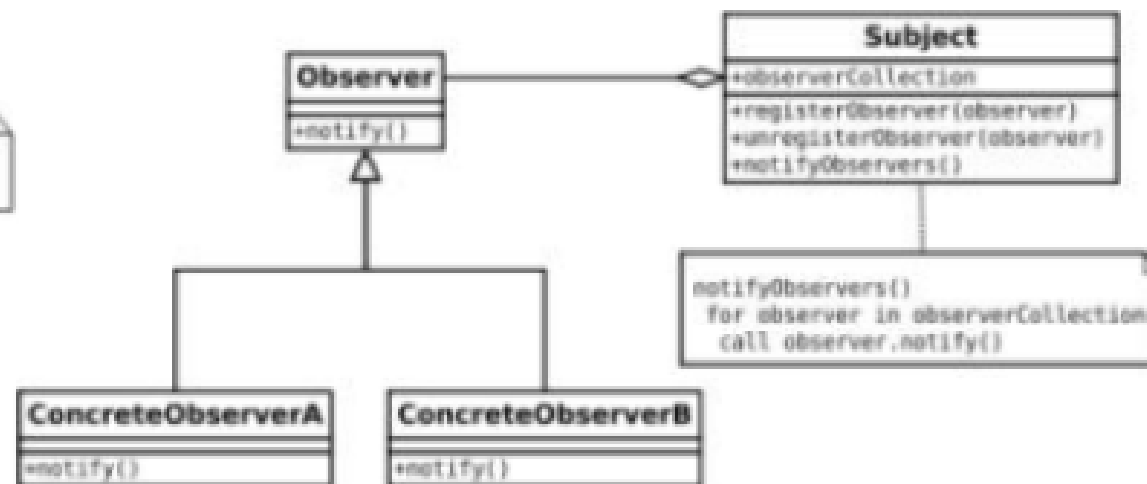 Observer
+notify()
Subject
+observerCollection
+registerObserver(observer)
+unregisterObserver(observer)
+notifyObservers()
notifyObservers()
for observer in observerCollection
call observer.notify()
ConcreteObserverA
+notify()
ConcreteObserverB
+notify()